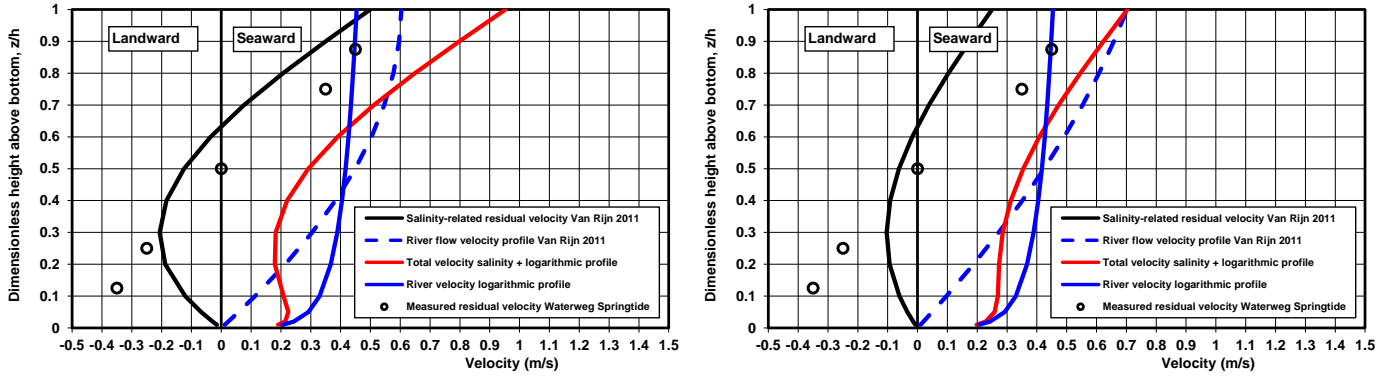 Dimensionless height above bottom, z/h
1
0.9
0.8
0.7
0.6
0.5
0.4
0.3
0.2
0.1
0
Landward
Seaward
Salinity-related residual velocity Van Rijn 2011
River flow velocity profile Van Rijn 2011
Total velocity salinity + logarithmic profile
River velocity logarithmic profile
Measured residual velocity Waterweg Springtide
-0.5 -0.4 -0.3 -0.2 -0.1 0 0.1 0.2 0.3 0.4 0.5 0.6 0.7 0.8 0.9 1 1.1 1.2 1.3 1.4 1.5
Velocity (m/s)
Dimensionless height above bottom, z/h
1
0.9
0.8
0.7
0.6
0.5
0.4
0.3
0.2
0.1
0
Landward
Seaward
Salinity-related residual velocity Van Rijn 2011
River flow velocity profile Van Rijn 2011
Total velocity salinity + logarithmic profile
River velocity logarithmic profile
Measured residual velocity Waterweg Springtide
-0.5 -0.4 -0.3 -0.2 -0.1 0 0.1 0.2 0.3 0.4 0.5 0.6 0.7 0.8 0.9 1 1.1 1.2 1.3 1.4 1.5
Velocity (m/s)